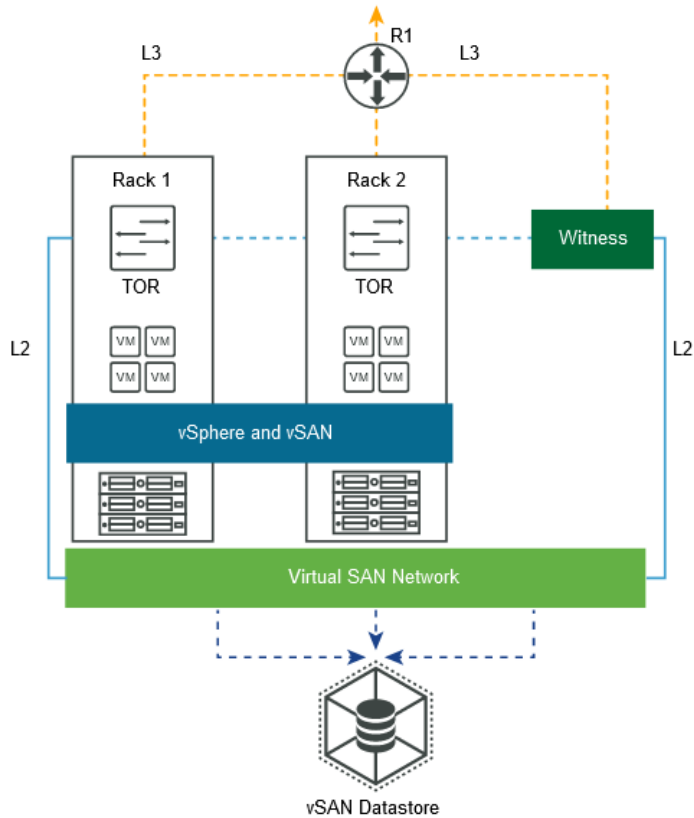 R1
L3
L3
Rack 1
Rack 2
Witness
TOR
TOR
L2
L2
VM VM
VM VM
VM VM
VM VM
vSphere and vSAN
Virtual SAN Network
vSAN Datastore